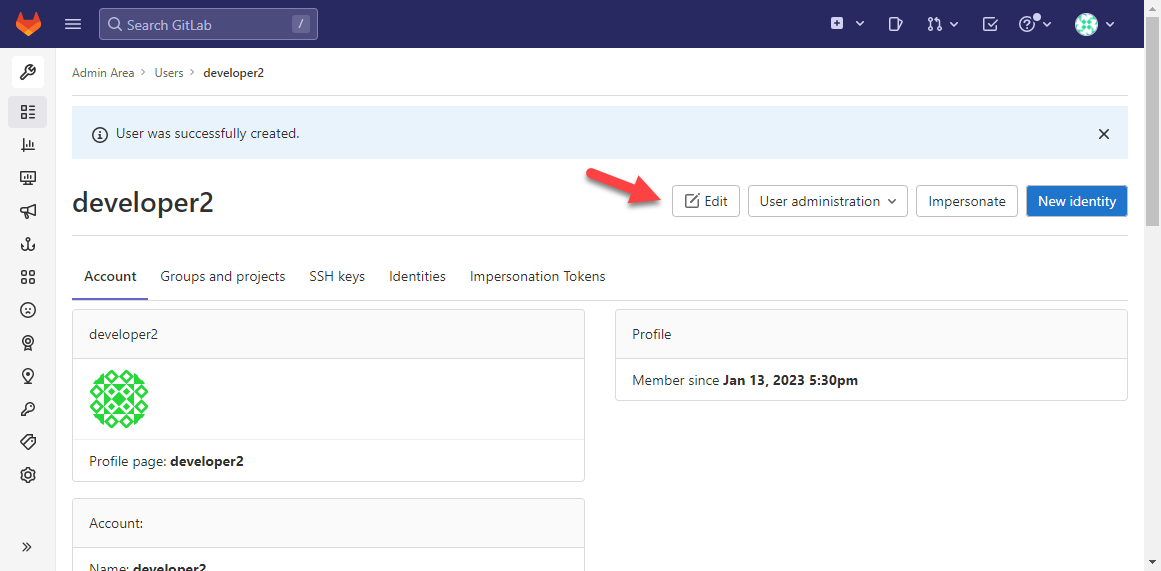 Search GitLab /
Admin Area > Users > developer2
User was successfully created.
developer2
Edit User administration Impersonate New identity
Account Groups and projects SSH keys Identities Impersonation Tokens
developer2
Profile page: developer2
Account:
Name: developer2
Profile
Member since Jan 13, 2023 5:30pm